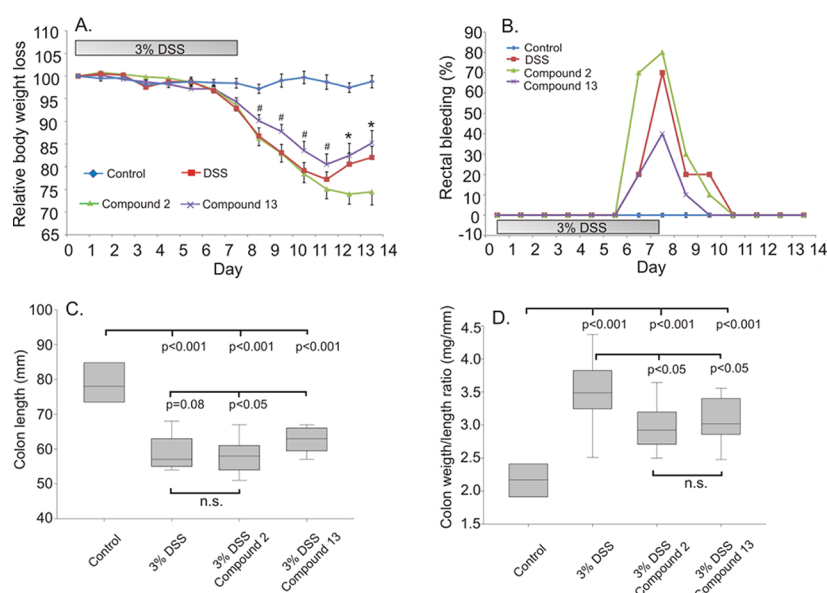 A.
110
105
100
95
90
85
80
75
70
65
Relative body weight loss
3% DSS
# # # # * *
Control DSS
Compound 2 Compound 13
0 1 2 3 4 5 6 7 8 9 10 11 12 13 14
Day
B.
90
80
70
60
50
40
30
20
10
0
-10
Rectal bleeding (%)
Control
DSS
Compound 2
Compound 13
3% DSS
0 1 2 3 4 5 6 7 8 9 10 11 12 13 14
Day
C.
100
90
80
70
60
50
40
Colon length (mm)
p<0.001 p<0.001 p<0.001
p=0.08 p<0.05
n.s.
Control
3% DSS
3% DSS
Compound 2
3% DSS
Compound 13
D.
4.5
4.0
3.5
3.0
2.5
2.0
1.5
Colon weigth/length ratio (mg/mm)
p<0.001 p<0.001 p<0.001
p<0.05 p<0.05
n.s.
Control
3% DSS
3% DSS
Compound 2
3% DSS
Compound 13